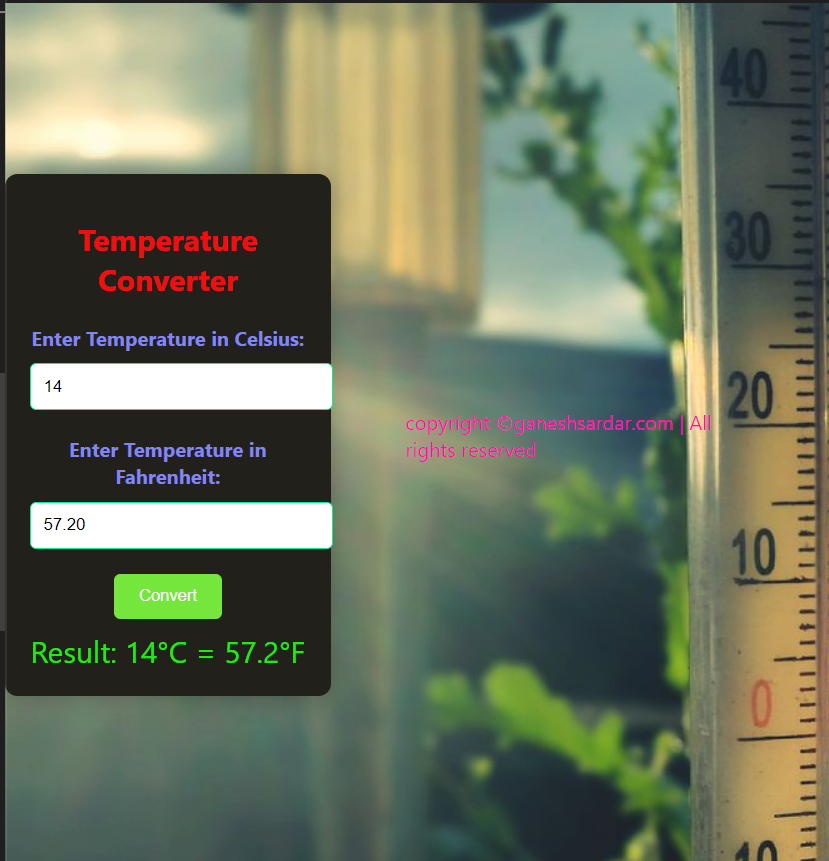 Temperature
Converter
Enter Temperature in Celsius:
14
Enter Temperature in
Fahrenheit:
57.20
Convert
Result: 14°C = 57.2°F
copyright ©ganeshsardar.com | All
rights reserved
40
30
20
10
0
10